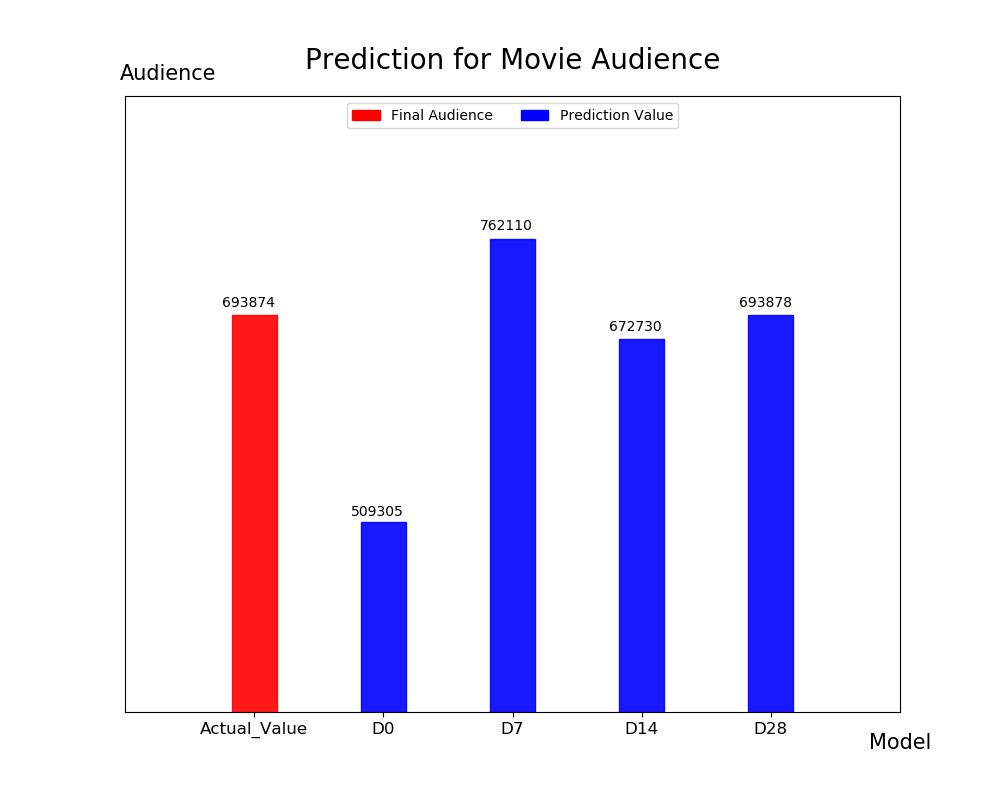 Prediction for Movie Audience
Audience
Final Audience
Prediction Value
762110
693874
693878
672730
509305
Actual_Value
D0
D7
D14
D28
Model